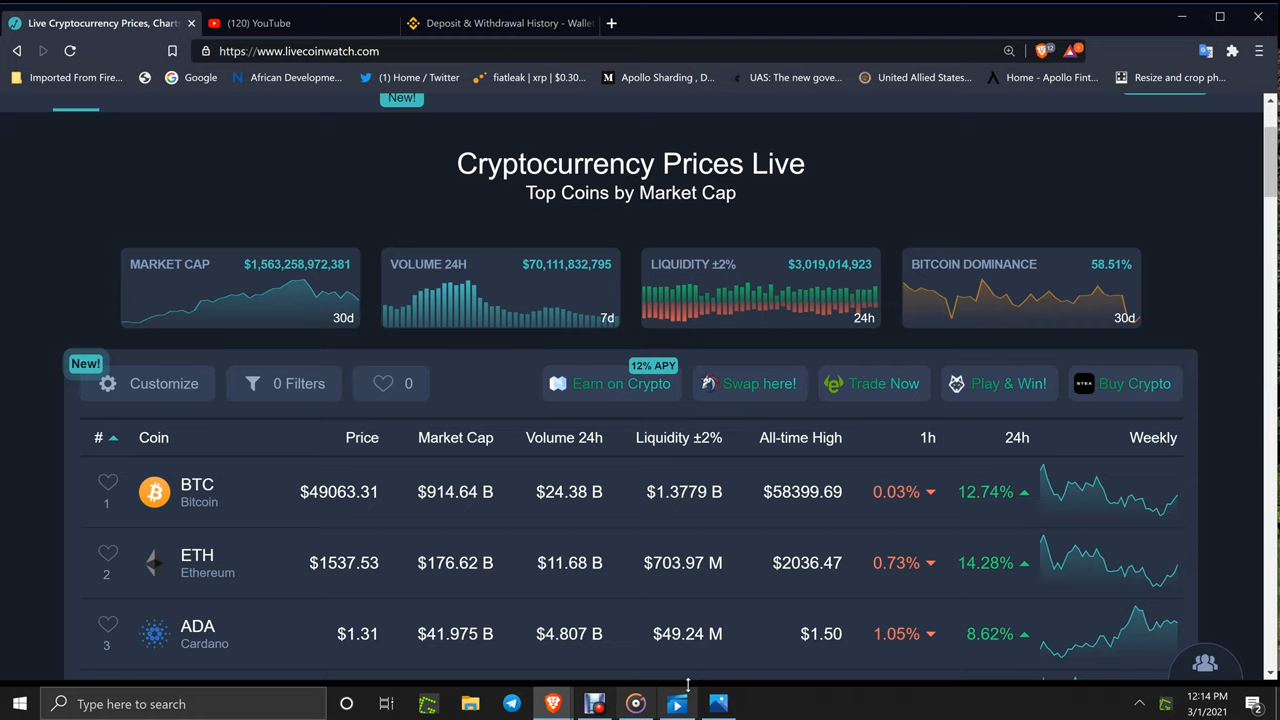 Live Cryptocurrency Prices, Chart
(120) YouTube
Deposit & Withdrawal History - Wallet
https://www.livecoinwatch.com
12
1
Imported From Fire...
Google
African Developme...
(1) Home / Twitter
fiatleak | xrp | $0.30...
Apollo Sharding , D...
UAS: The new gove...
United Allied States...
Home - Apollo Fint...
Resize and crop ph...
New!
Cryptocurrency Prices Live
Top Coins by Market Cap
MARKET CAP $1,563,258,972,381
30d
VOLUME 24H $70,111,832,795
7d
LIQUIDITY ±2% $3,019,014,923
24h
BITCOIN DOMINANCE 58.51%
30d
New!
12% APY
Customize
0 Filters
0
Earn on Crypto
Swap here!
Trade Now
Play & Win!
STEX Buy Crypto
# Coin Price Market Cap Volume 24h Liquidity ±2% All-time High 1h 24h Weekly
1 BTC Bitcoin $49063.31 $914.64 B $24.38 B $1.3779 B $58399.69 0.03% 12.74%
2 ETH Ethereum $1537.53 $176.62 B $11.68 B $703.97 M $2036.47 0.73% 14.28%
3 ADA Cardano $1.31 $41.975 B $4.807 B $49.24 M $1.50 1.05% 8.62%
Type here to search
12:14 PM
3/1/2021
2